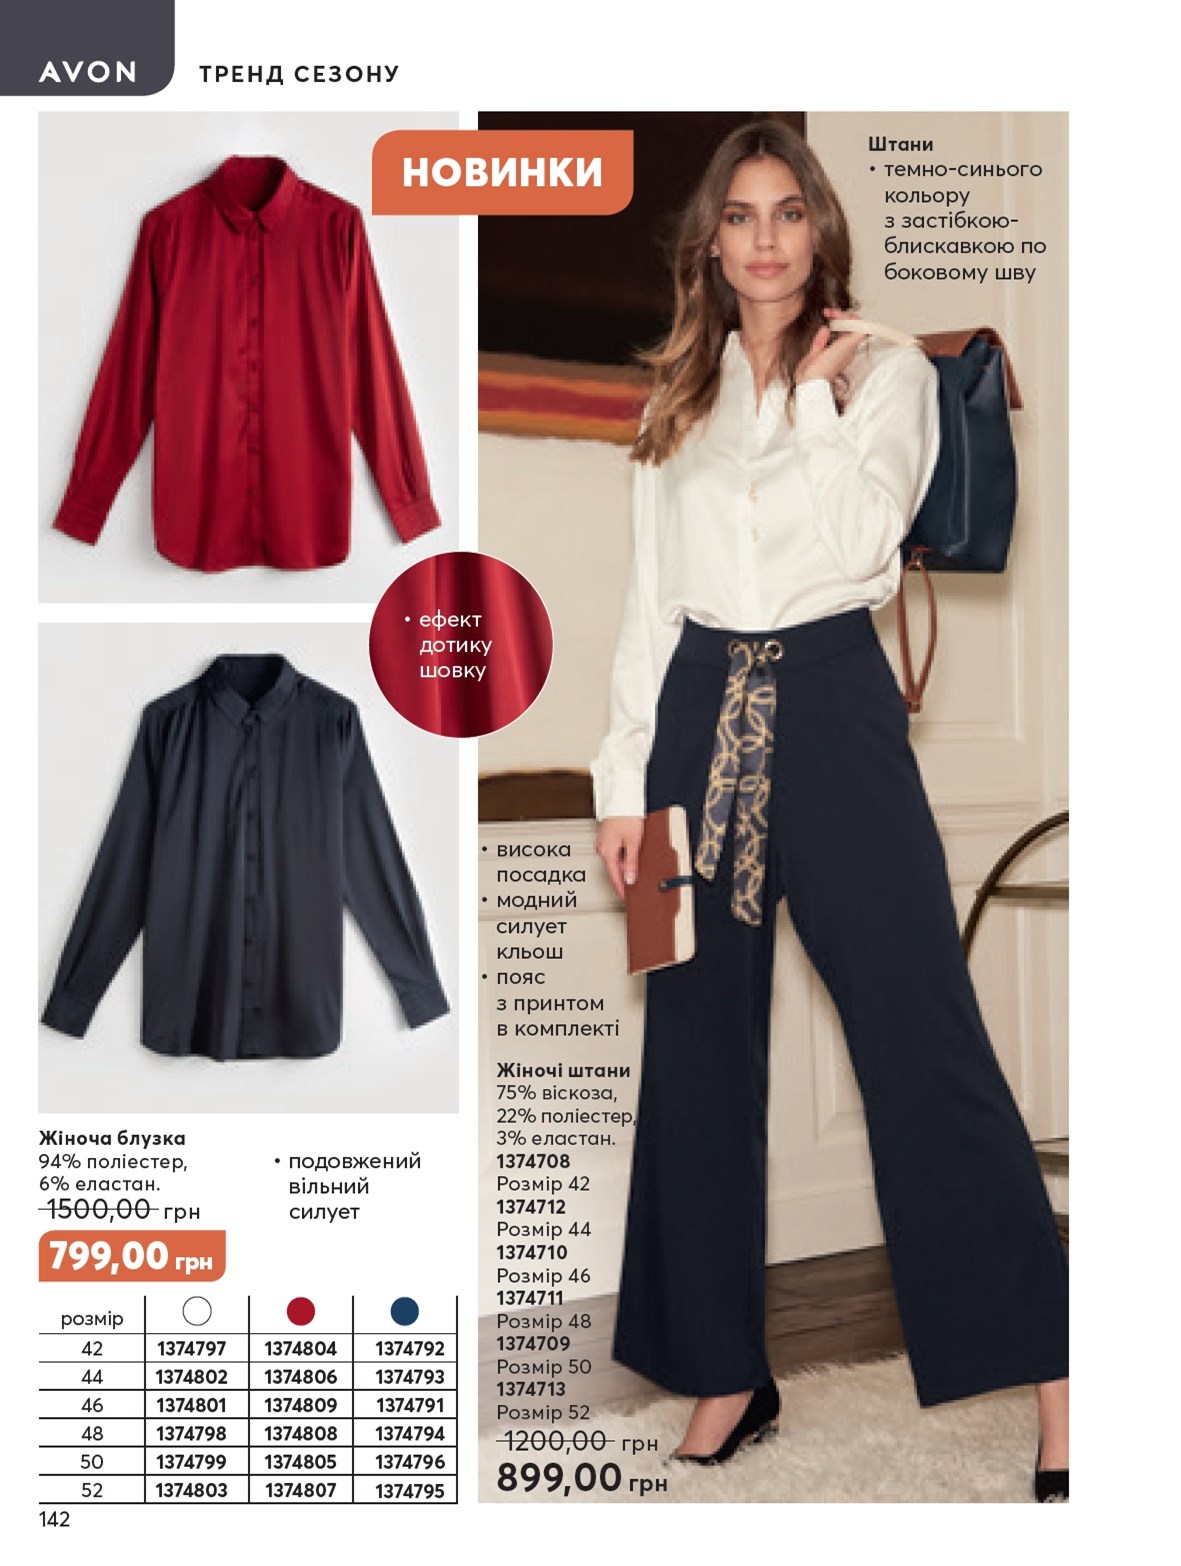 AVON
ТРЕНД СЕЗОНУ
НОВИНКИ
Штани
• темно-синього
кольору
з застібкою-
блискавкою по
боковому шву
• ефект
дотику
шовку
• висока
посадка
• модний
силует
кльош
• пояс
з принтом
в комплекті
Жіночі штани
75% віскоза,
22% поліестер,
3% еластан.
1374708
Розмір 42
1374712
Розмір 44
1374710
Розмір 46
1374711
Розмір 48
1374709
Розмір 50
1374713
Розмір 52
1200,00 грн
899,00 грн
Жіноча блузка
94% поліестер,
6% еластан.
1500,00 грн
799,00 грн
• подовжений
вільний
силует
розмір
42 1374797 1374804 1374792
44 1374802 1374806 1374793
46 1374801 1374809 1374791
48 1374798 1374808 1374794
50 1374799 1374805 1374796
52 1374803 1374807 1374795
142